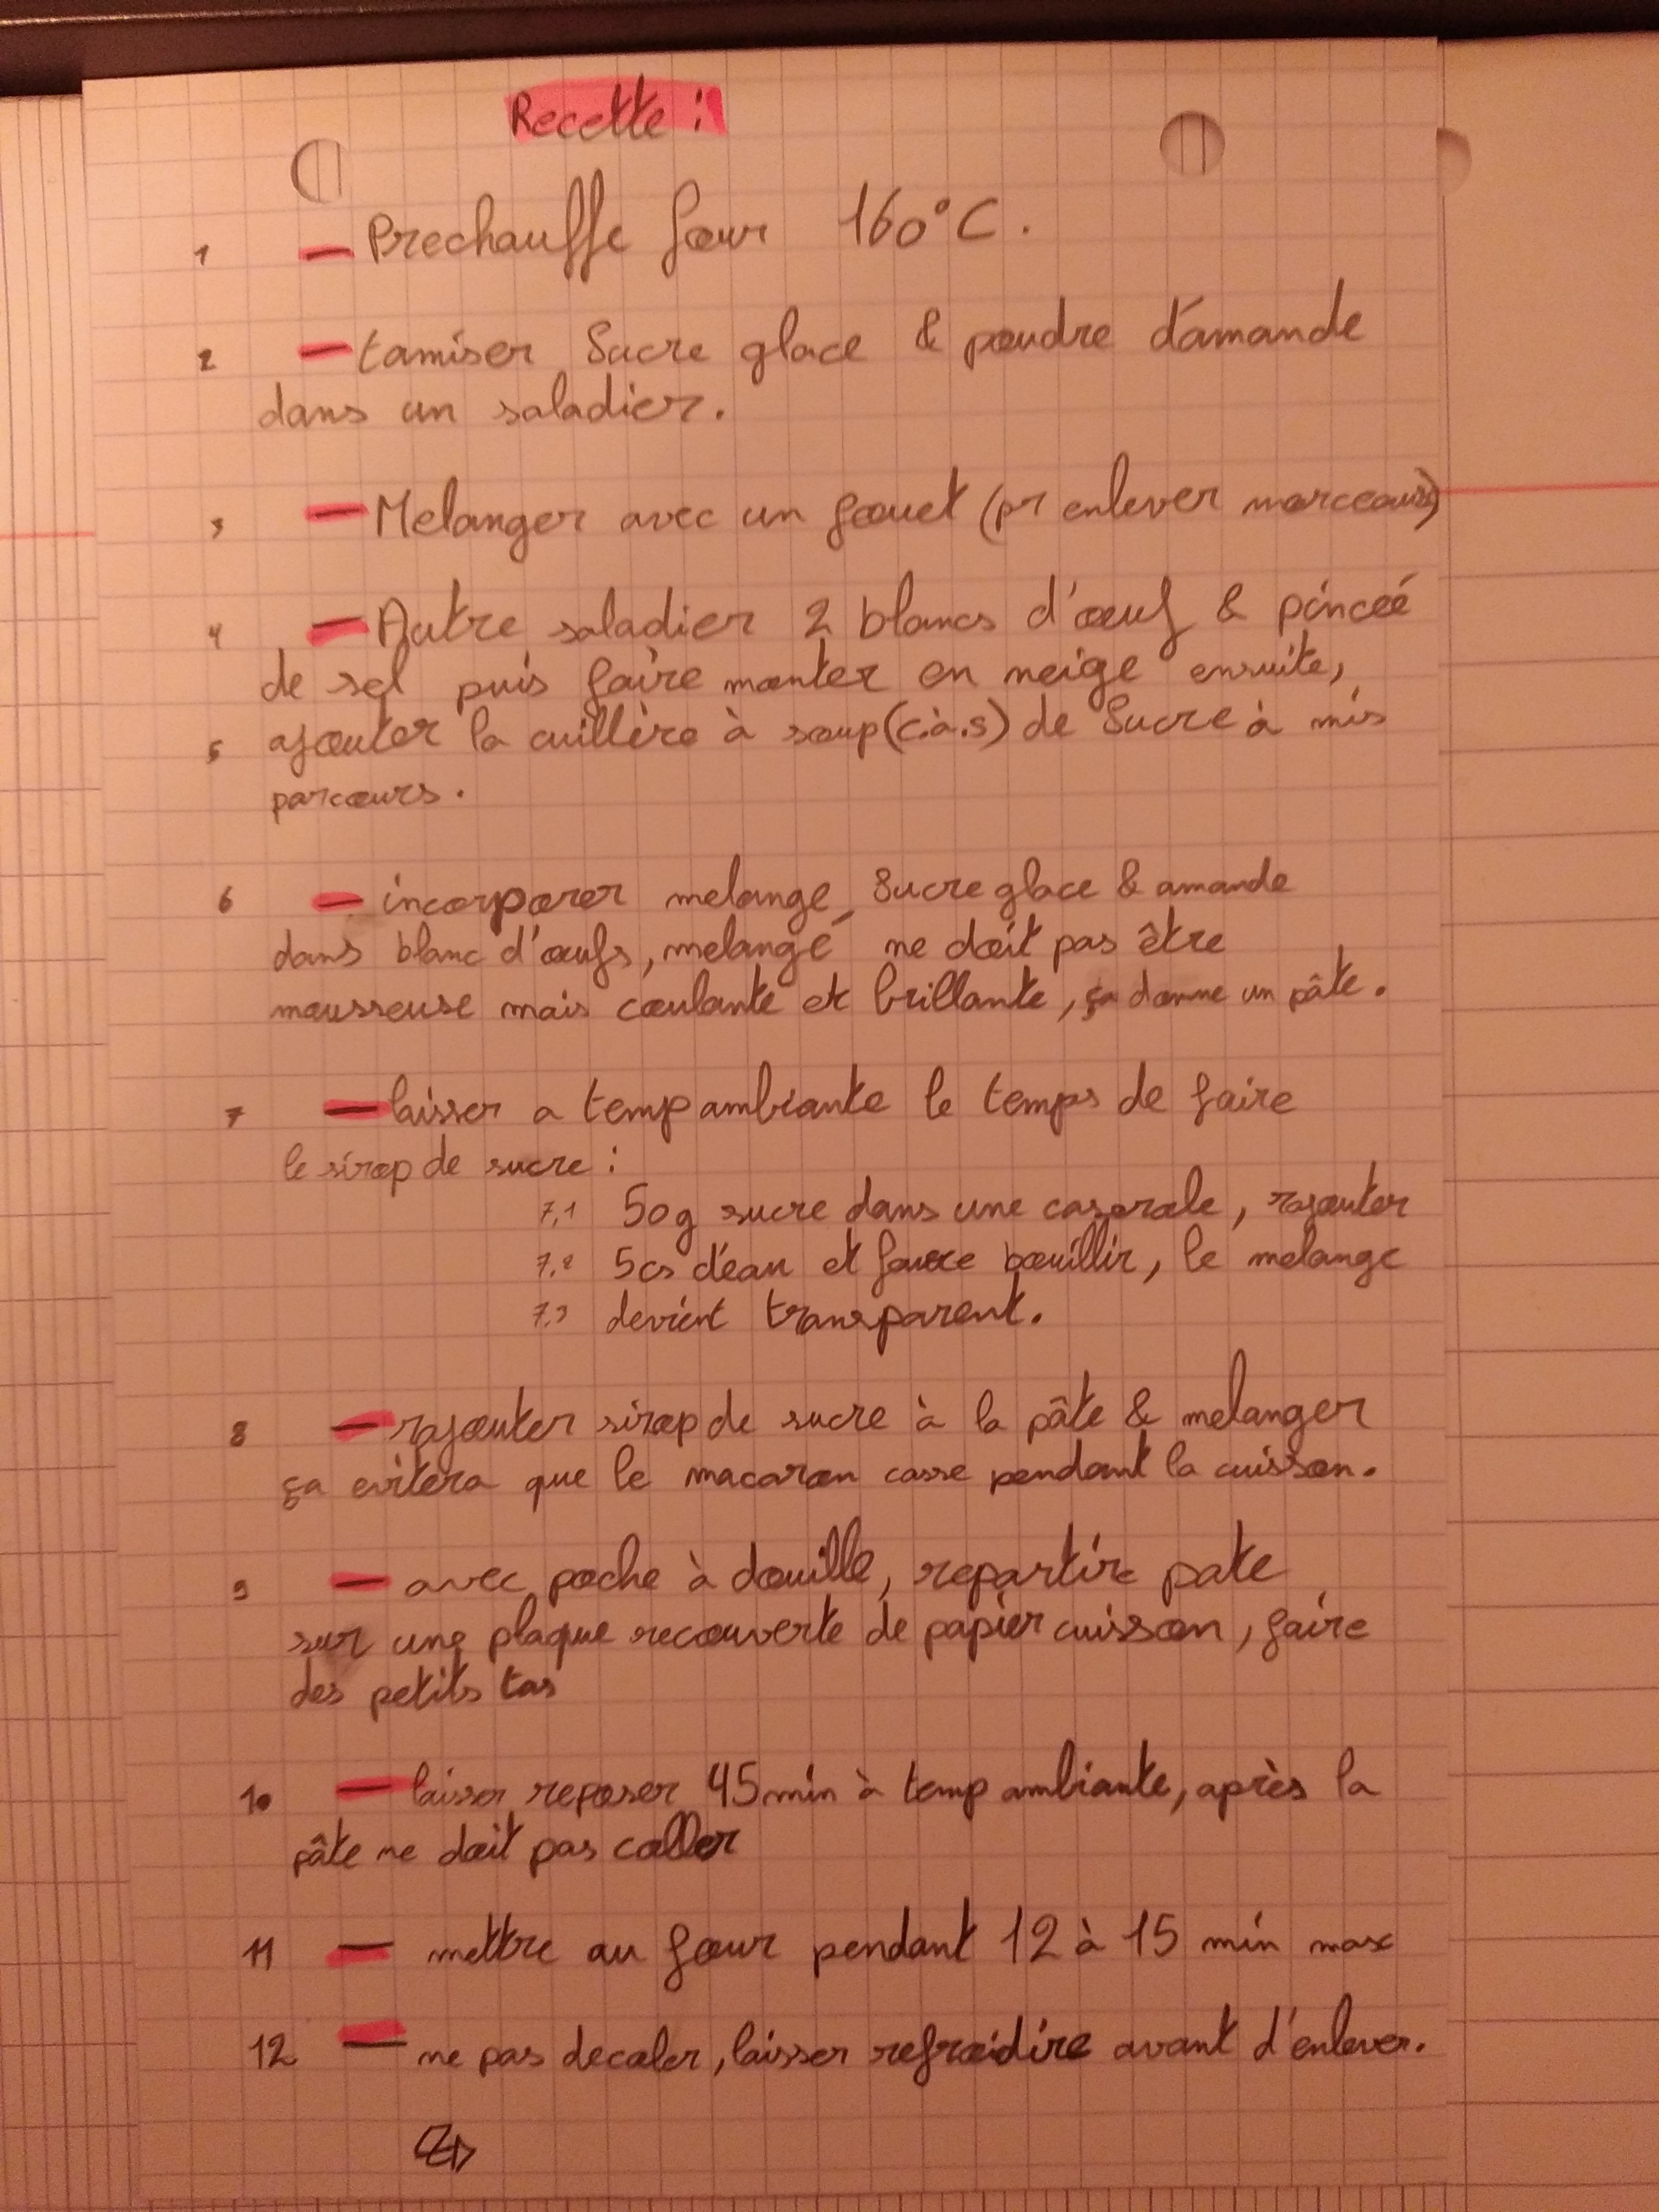 Recette :
1 — Prechauffe four 160°C.
2 — tamiser Sucre glace & poudre d'amande
dans un saladier.
3 — Melanger avec un fouet (pr enlever morceaux)
4 — Autre saladier 2 blancs d'œuf & pincéé
de sel puis faire monter en neige ensuite,
5 ajouter la cuillère à soup (c.à.s) de Sucre à mis
parcours.
6 — incorporer melange Sucre glace & amande
dans blanc d'œufs, melangé ne doit pas être
mousseuse mais coulante et brillante, ça donne un pâte.
7 — laisser a temp ambiante le temps de faire
le sirop de sucre :
7,1 50g sucre dans une casorale, rajouter
7,2 5cs d'eau et faire bouillir, le melange
7,3 devient transparent.
8 — rajouter sirop de sucre à la pâte & melanger
ça evitera que le macaron casse pendant la cuisson.
9 — avec poche à douille, repartire pate
sur une plaque recouverte de papier cuisson, faire
des petits tas
10 — laisser reposer 45 min à temp ambiante, après la
pâte ne doit pas coller
11 — mettre au four pendant 12 à 15 min max
12 — ne pas decoler, laisser refroidire avant d'enlever.